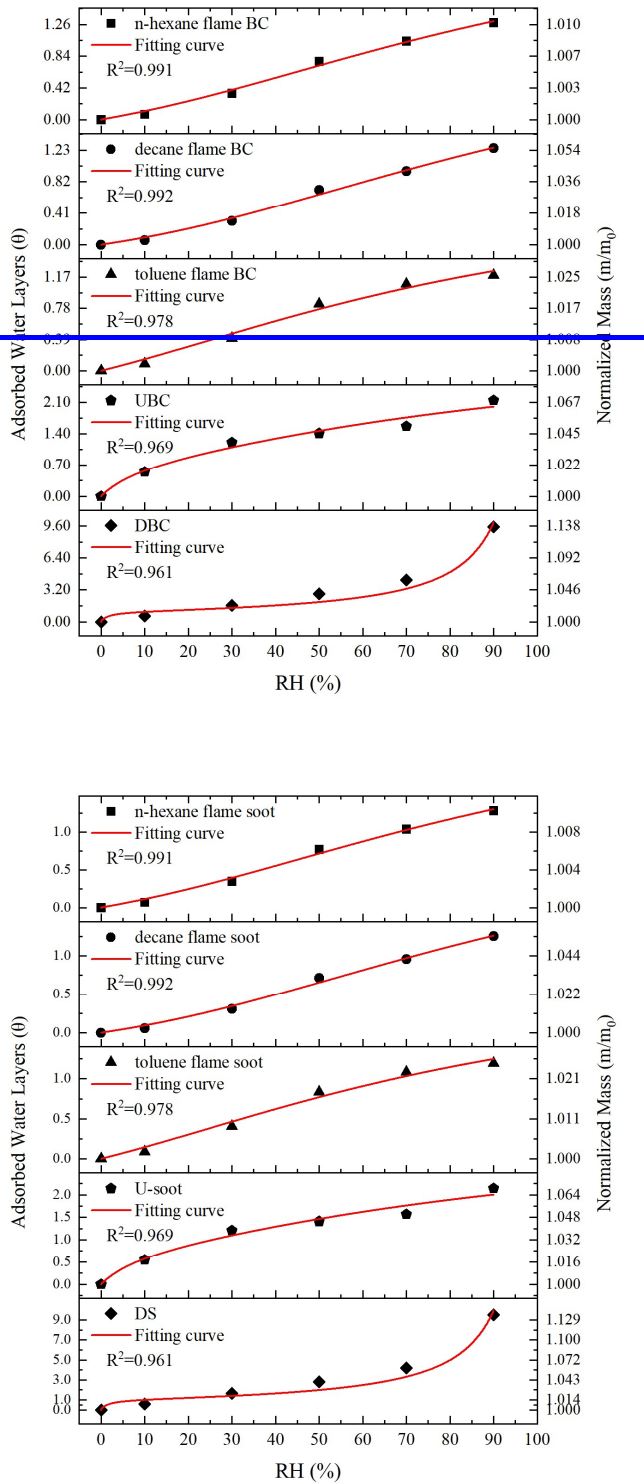 n-hexane flame BC
Fitting curve
R²=0.991
1.26
0.84
0.42
0.00
1.010
1.007
1.003
1.000
decane flame BC
Fitting curve
R²=0.992
1.23
0.82
0.41
0.00
1.054
1.036
1.018
1.000
toluene flame BC
Fitting curve
R²=0.978
1.17
0.78
0.00
1.025
1.017
1.000
UBC
Fitting curve
R²=0.969
2.10
1.40
0.70
0.00
1.067
1.045
1.022
1.000
DBC
Fitting curve
R²=0.961
9.60
6.40
3.20
0.00
1.138
1.092
1.046
1.000
Adsorbed Water Layers (θ)
Normalized Mass (m/m₀)
0 10 20 30 40 50 60 70 80 90 100
RH (%)
n-hexane flame soot
Fitting curve
R²=0.991
1.0
0.5
0.0
1.008
1.004
1.000
decane flame soot
Fitting curve
R²=0.992
1.0
0.5
0.0
1.044
1.022
1.000
toluene flame soot
Fitting curve
R²=0.978
1.0
0.5
0.0
1.021
1.011
1.000
U-soot
Fitting curve
R²=0.969
2.0
1.5
1.0
0.5
0.0
1.064
1.048
1.032
1.016
1.000
DS
Fitting curve
R²=0.961
9.0
7.0
5.0
3.0
1.0
0.0
1.129
1.100
1.072
1.043
1.014
1.000
Adsorbed Water Layers (θ)
Normalized Mass (m/m₀)
0 10 20 30 40 50 60 70 80 90 100
RH (%)